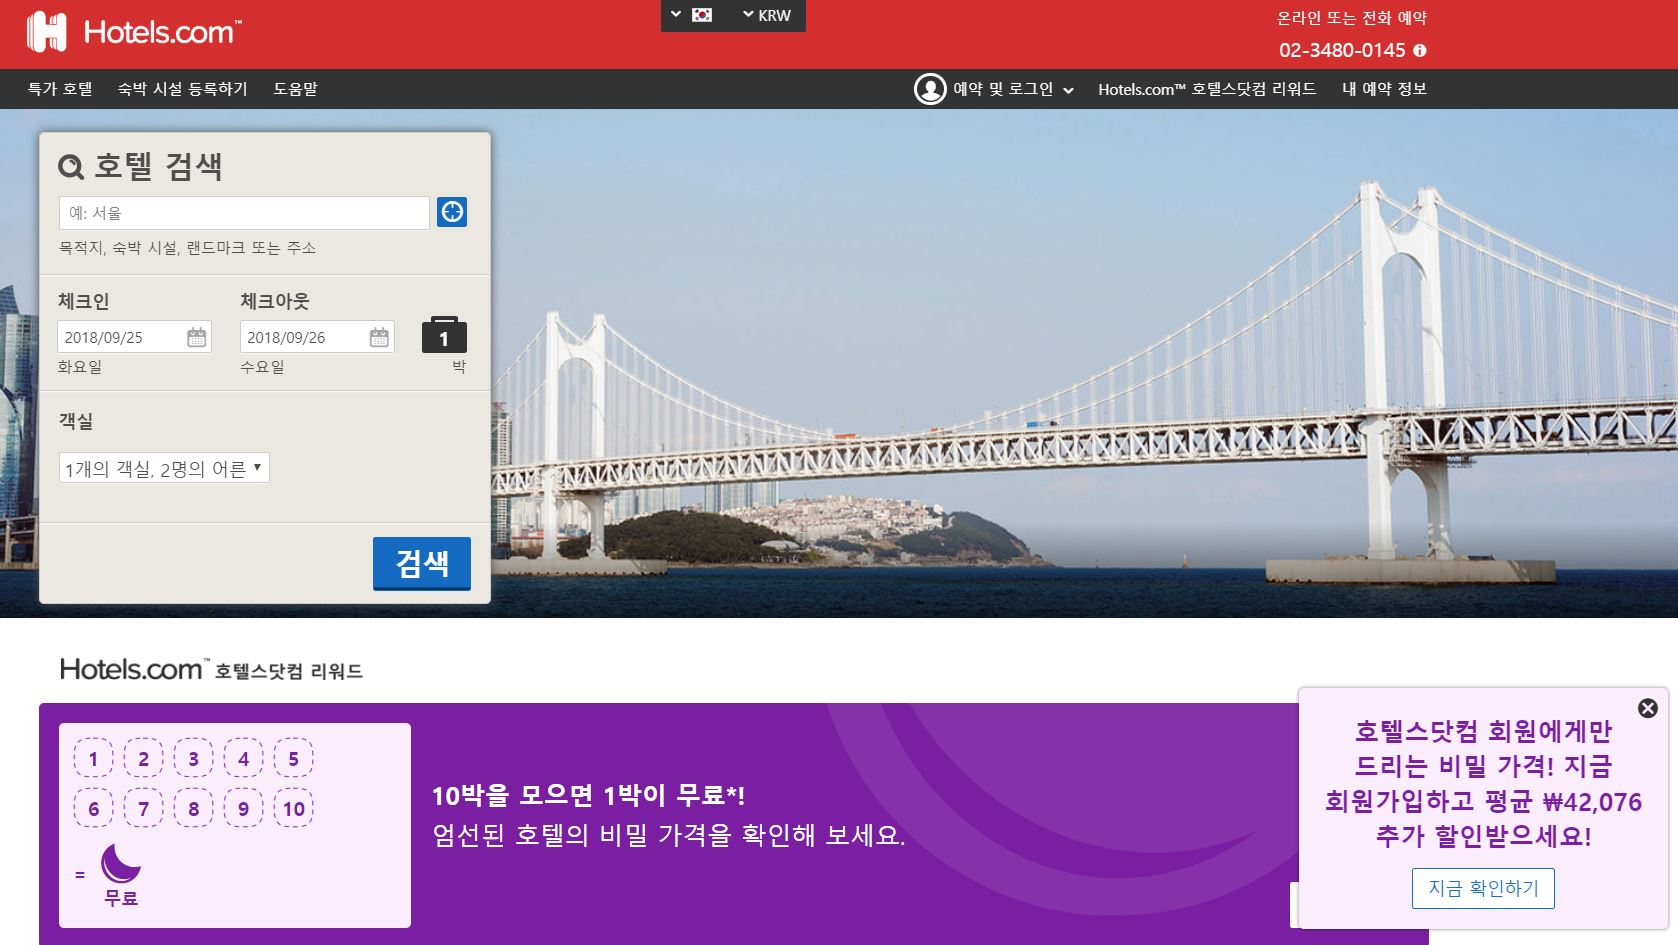 Hotels.com™
KRW
온라인 또는 전화 예약
02-3480-0145
특가 호텔 숙박 시설 등록하기 도움말
예약 및 로그인 Hotels.com™ 호텔스닷컴 리워드 내 예약 정보
호텔 검색
예: 서울
목적지, 숙박 시설, 랜드마크 또는 주소
체크인 체크아웃
2018/09/25 2018/09/26 1
화요일 수요일 박
객실
1개의 객실, 2명의 어른
검색
Hotels.com™ 호텔스닷컴 리워드
1 2 3 4 5
6 7 8 9 10
=
무료
10박을 모으면 1박이 무료*!
엄선된 호텔의 비밀 가격을 확인해 보세요.
호텔스닷컴 회원에게만
드리는 비밀 가격! 지금
회원가입하고 평균 ₩42,076
추가 할인받으세요!
지금 확인하기